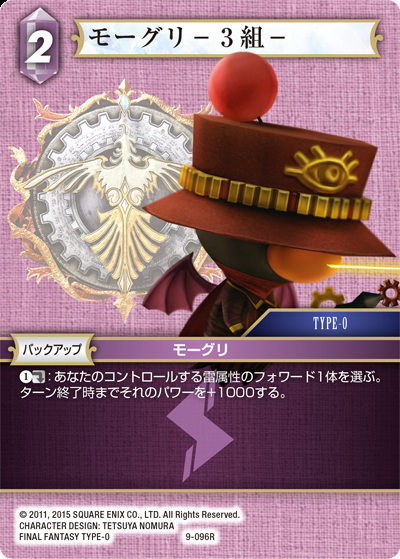 2
モーグリ－３組－
TYPE-0
バックアップ
モーグリ
❶:あなたのコントロールする雷属性のフォワード1体を選ぶ。
ターン終了時までそれのパワーを+1000する。
© 2011, 2015 SQUARE ENIX CO., LTD. All Rights Reserved.
CHARACTER DESIGN: TETSUYA NOMURA
FINAL FANTASY TYPE-0
9-096R